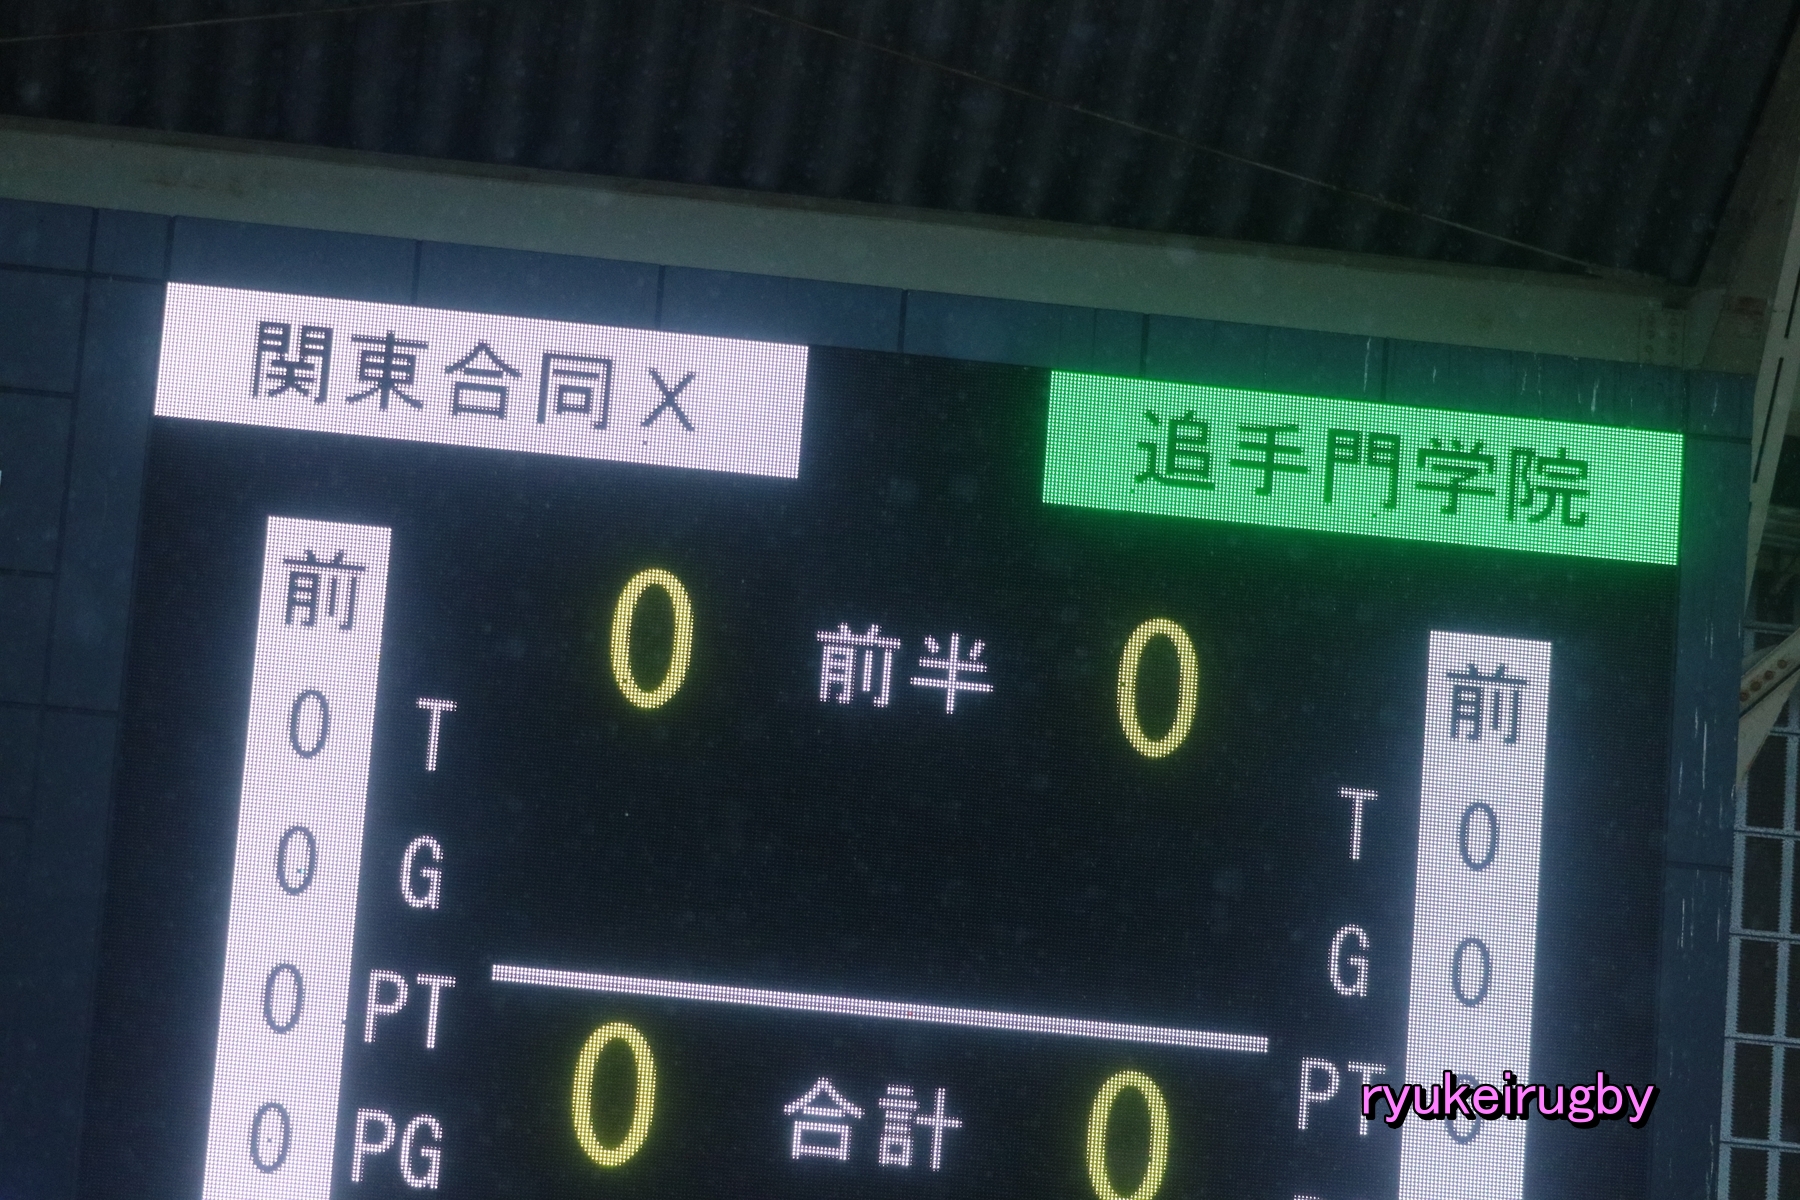 関東合同X
追手門学院
前
0 前半 0
前
0 T
T 0
0 G
G 0
0 PT
PT 0
0 合計 0
0 PG
ryukeirugby